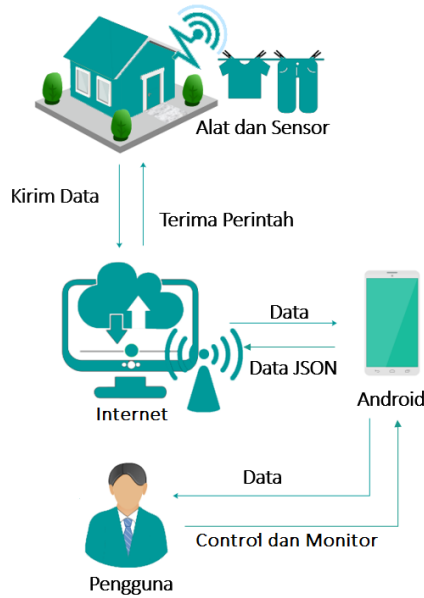 Alat dan Sensor
Kirim Data
Terima Perintah
Data
Data JSON
Internet
Android
Data
Control dan Monitor
Pengguna